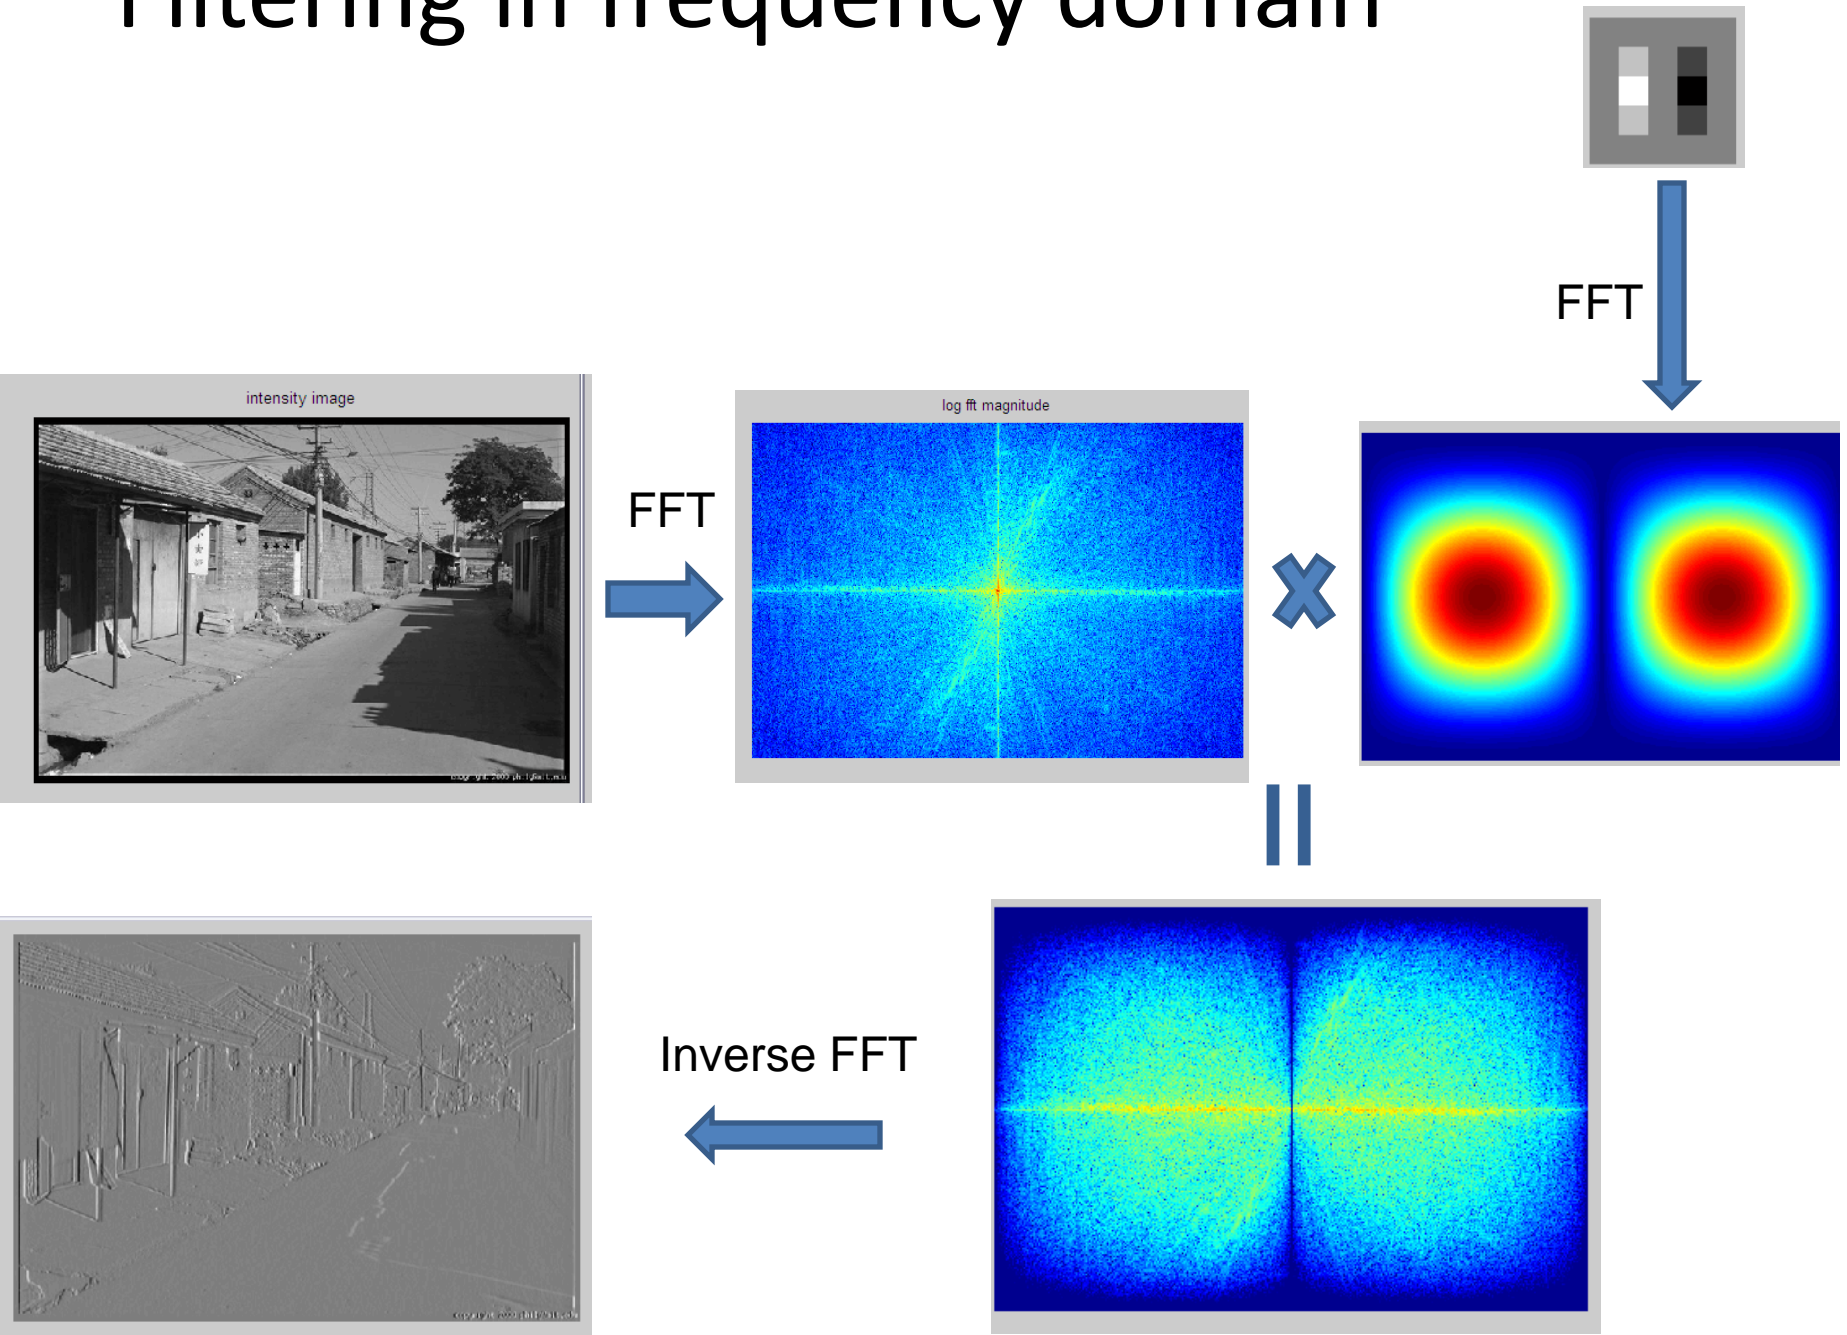 Filtering in frequency domain
FFT
intensity image
log fft magnitude
FFT
Inverse FFT